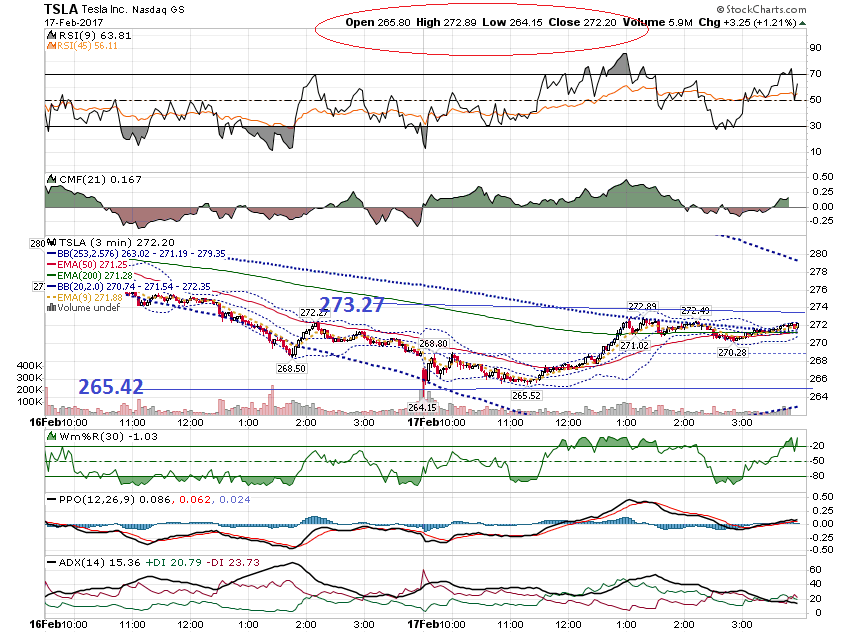 TSLA Tesla Inc. Nasdaq GS © StockCharts.com
17-Feb-2017 Open 265.80 High 272.89 Low 264.15 Close 272.20 Volume 5.9M Chg +3.25 (+1.21%)
RSI(9) 63.81
RSI(45) 56.11
90
70
50
30
10
CMF(21) 0.167
0.50
0.25
0.00
-0.25
280 TSLA (3 min) 272.20
BB(253,2.576) 263.02 - 271.19 - 279.35
EMA(50) 271.25
EMA(200) 271.28
BB(20,2.0) 270.74 - 271.54 - 272.35
EMA(9) 271.88
Volume undef
280
278
276
274
272
270
268
266
264
273.27
265.42
272.27
268.50
268.80
264.15
265.52
272.89
271.02
272.49
270.28
400K
300K
200K
100K
16Feb 10:00 11:00 12:00 1:00 2:00 3:00 17Feb 10:00 11:00 12:00 1:00 2:00 3:00
Wm%R(30) -1.03
-20
-50
-80
PPO(12,26,9) 0.086, 0.062, 0.024
0.50
0.25
0.00
-0.25
-0.50
ADX(14) 15.36 +DI 20.79 -DI 23.73
60
40
20
0
16Feb 10:00 11:00 12:00 1:00 2:00 3:00 17Feb 10:00 11:00 12:00 1:00 2:00 3:00